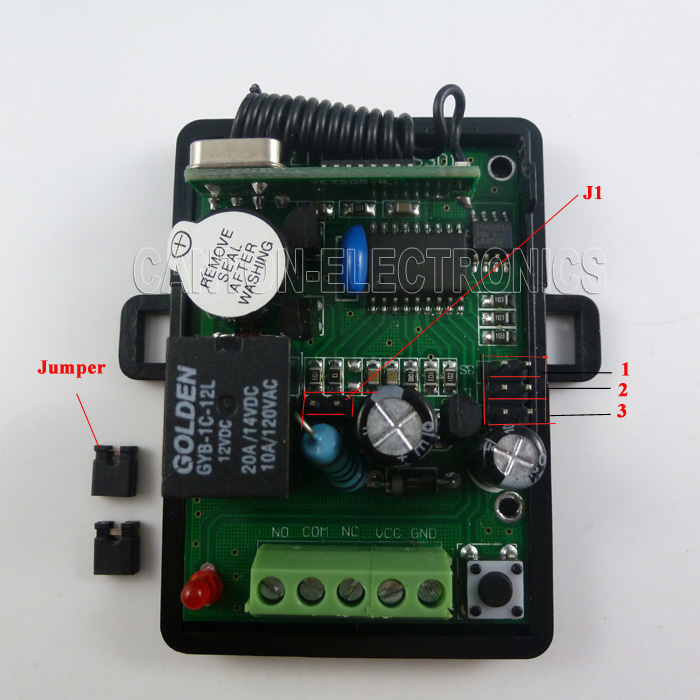 J1
REMOVE
SEAL
AFTER
WASHING
CANTON-ELECTRONICS
Jumper
1
2
3
GOLDEN
GYB-1C-12L
12VDC
20A/14VDC
10A/120VAC
NO COM NC VCC GND
103
101
103